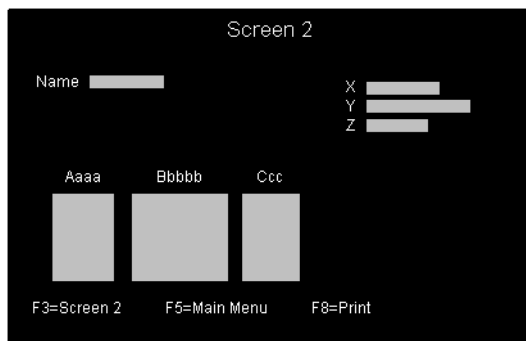 Screen 2
Name
X
Y
Z
Aaaa Bbbbb Ccc
F3=Screen 2 F5=Main Menu F8=Print